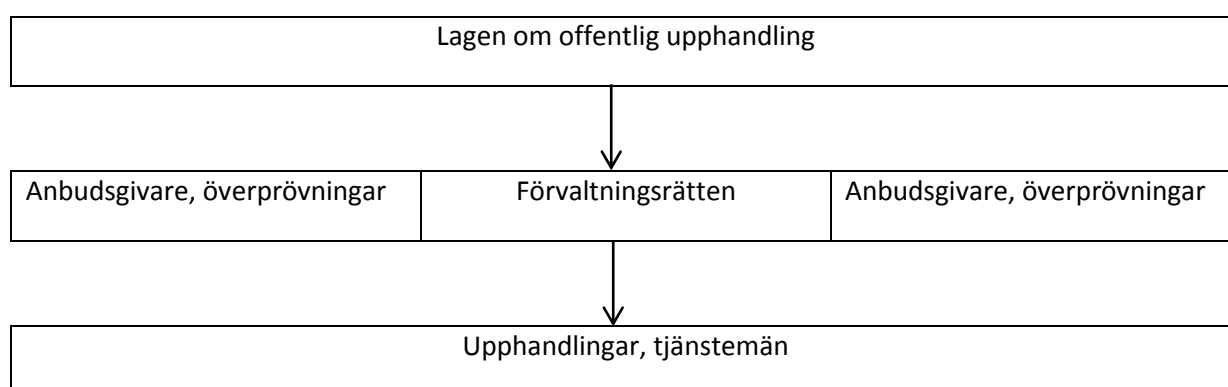 Lagen om offentlig upphandling
Anbudsgivare, överprövningar
Förvaltningsrätten
Anbudsgivare, överprövningar
Upphandlingar, tjänstemän